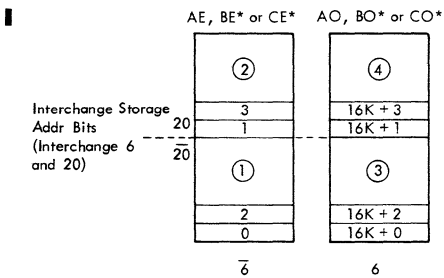 AE, BE* or CE* AO, BO* or CO*
2 4
Interchange Storage
Addr Bits
(Interchange 6
and 20)
20
20
3 16K + 3
1 16K + 1
1 3
2 16K + 2
0 16K + 0
6 6